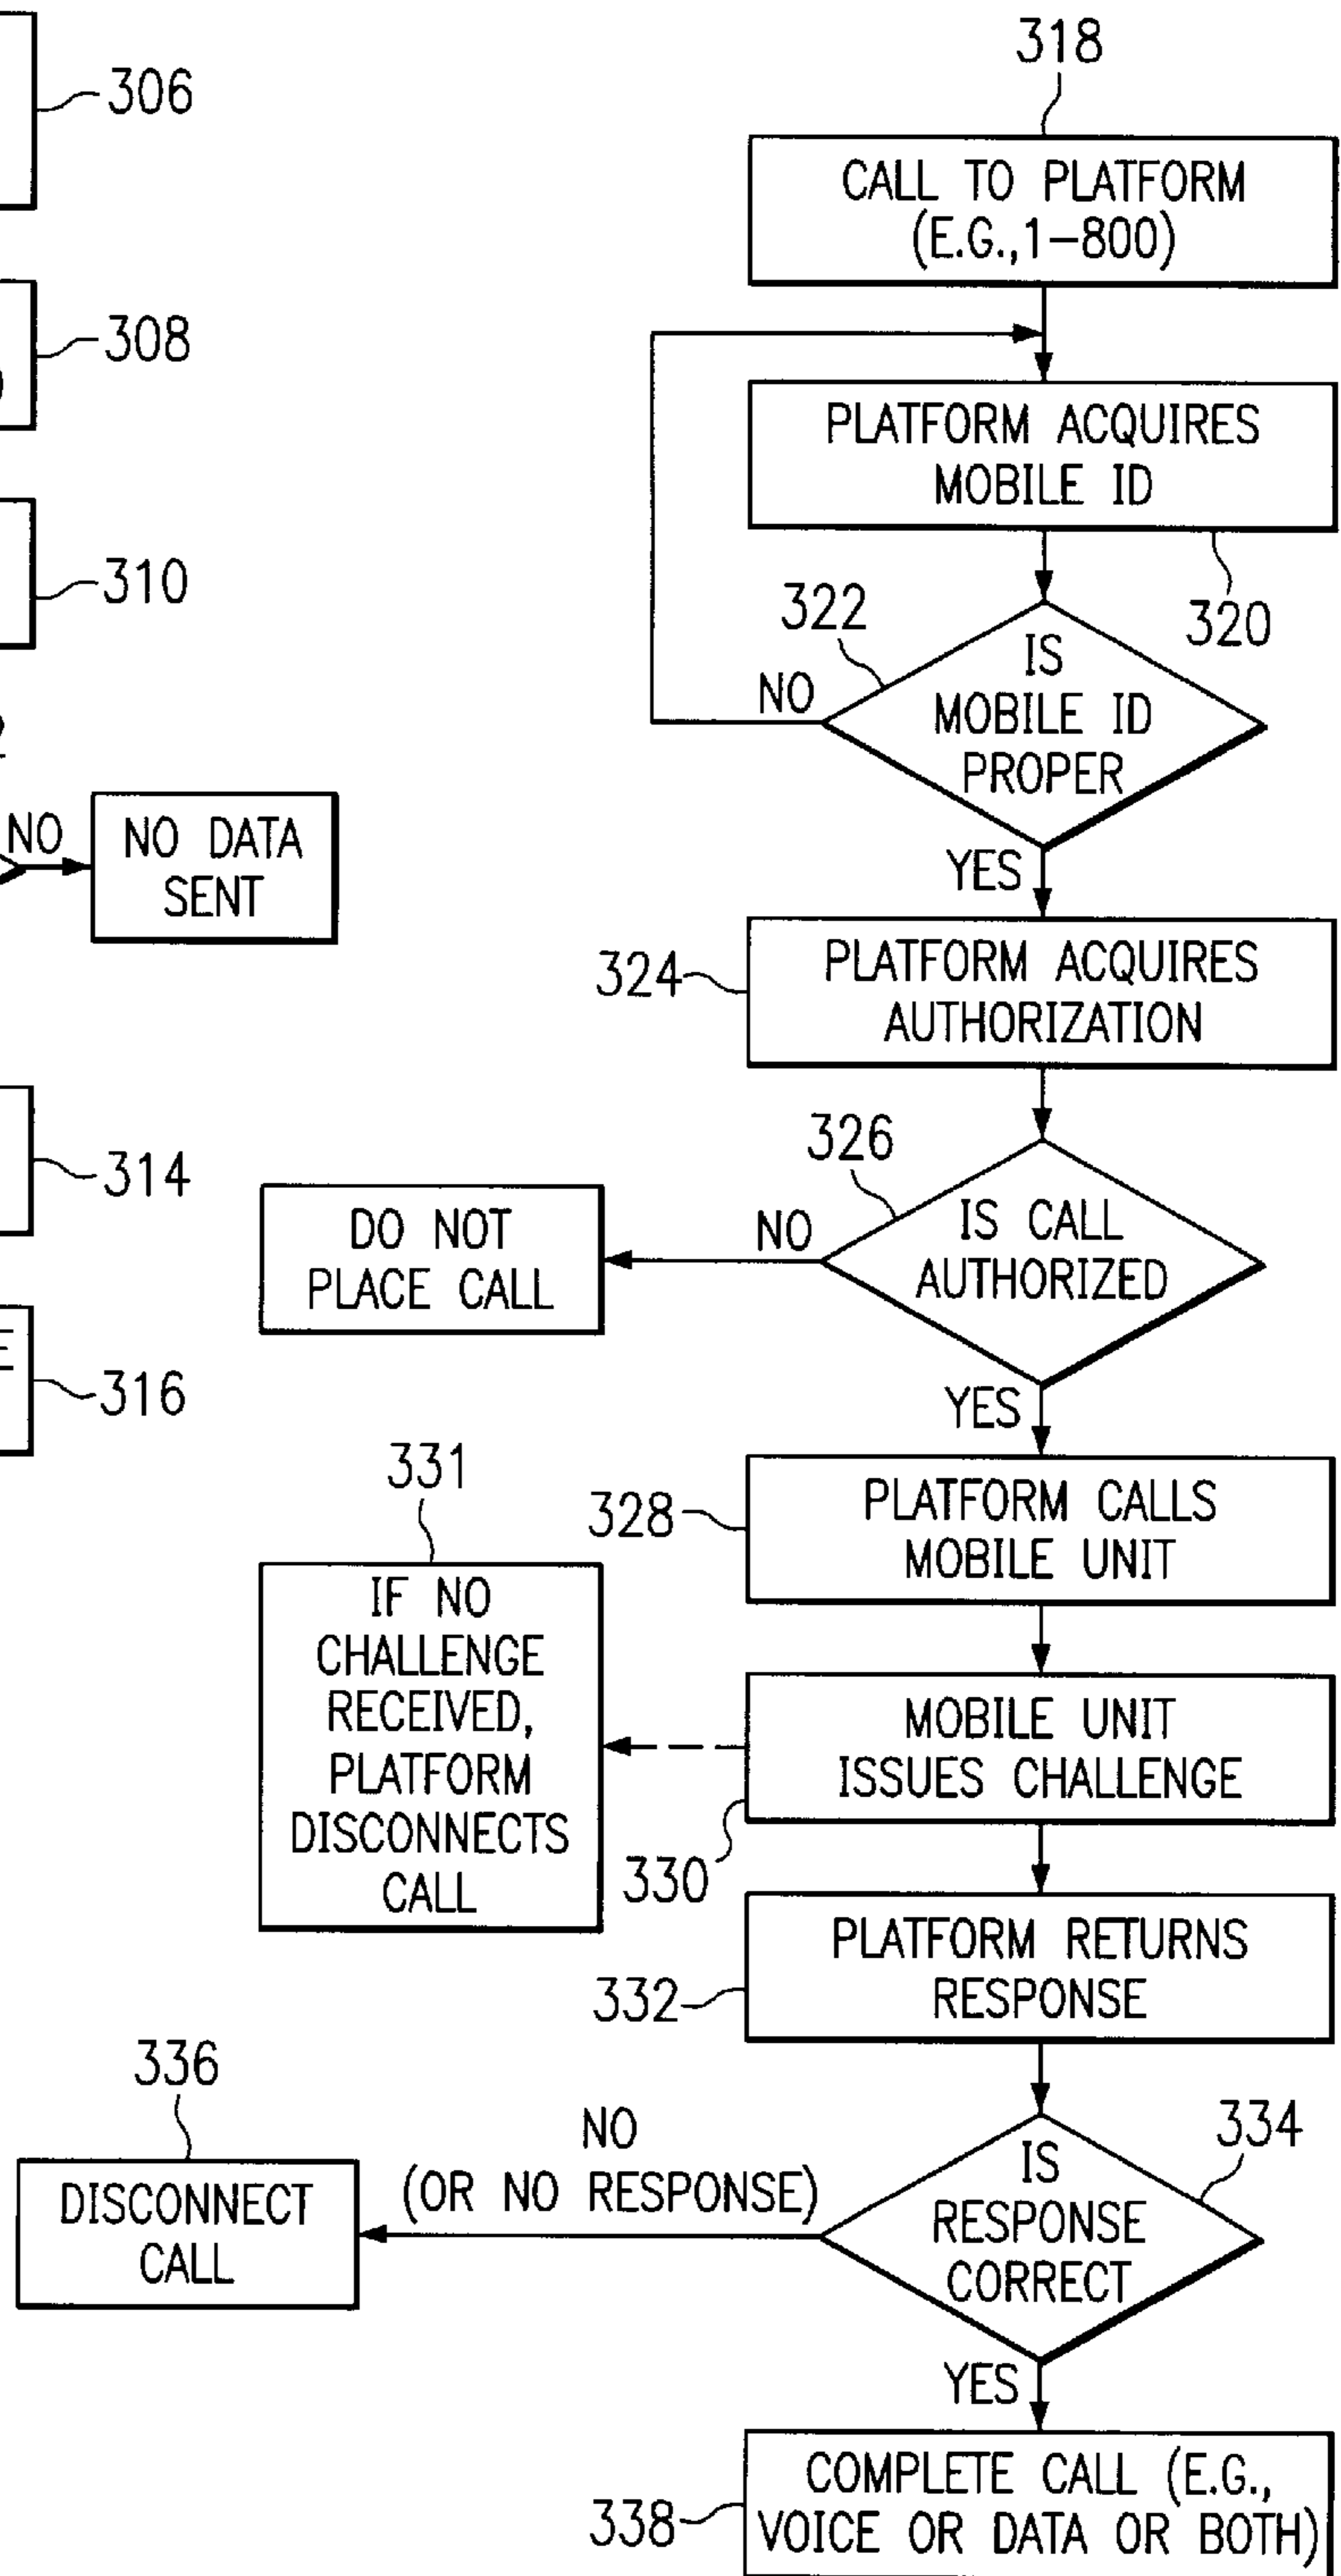 306
308
310
NO
NO DATA
SENT
314
316
318
CALL TO PLATFORM
(E.G.,1-800)
PLATFORM ACQUIRES
MOBILE ID
320
322
IS
MOBILE ID
PROPER
NO
YES
324
PLATFORM ACQUIRES
AUTHORIZATION
326
IS CALL
AUTHORIZED
NO
DO NOT
PLACE CALL
YES
328
PLATFORM CALLS
MOBILE UNIT
331
IF NO
CHALLENGE
RECEIVED,
PLATFORM
DISCONNECTS
CALL
MOBILE UNIT
ISSUES CHALLENGE
330
PLATFORM RETURNS
RESPONSE
332
334
IS
RESPONSE
CORRECT
NO
(OR NO RESPONSE)
336
DISCONNECT
CALL
YES
COMPLETE CALL (E.G.,
VOICE OR DATA OR BOTH)
338